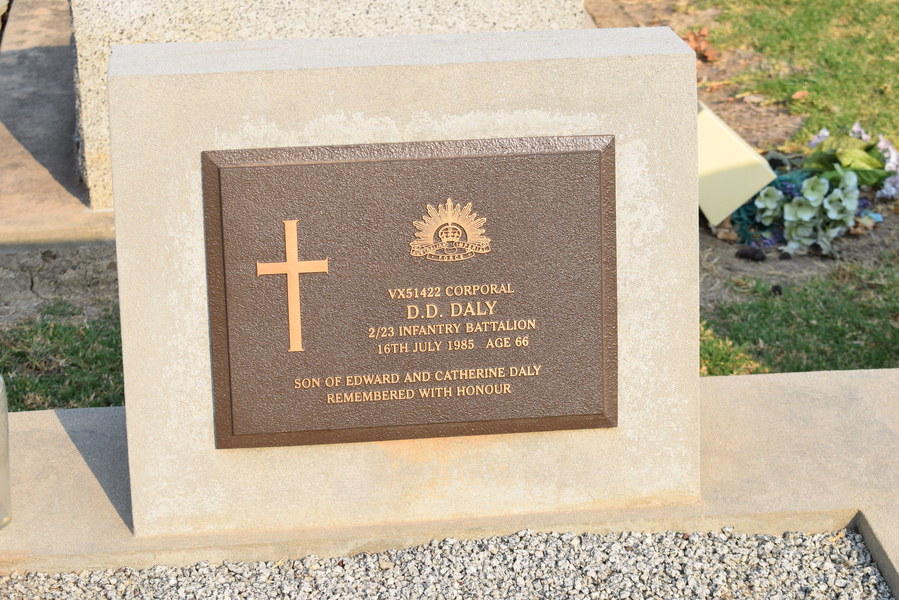 VX51422 CORPORAL
D.D. DALY
2/23 INFANTRY BATTALION
16TH JULY 1985 AGE 66
SON OF EDWARD AND CATHERINE DALY
REMEMBERED WITH HONOUR